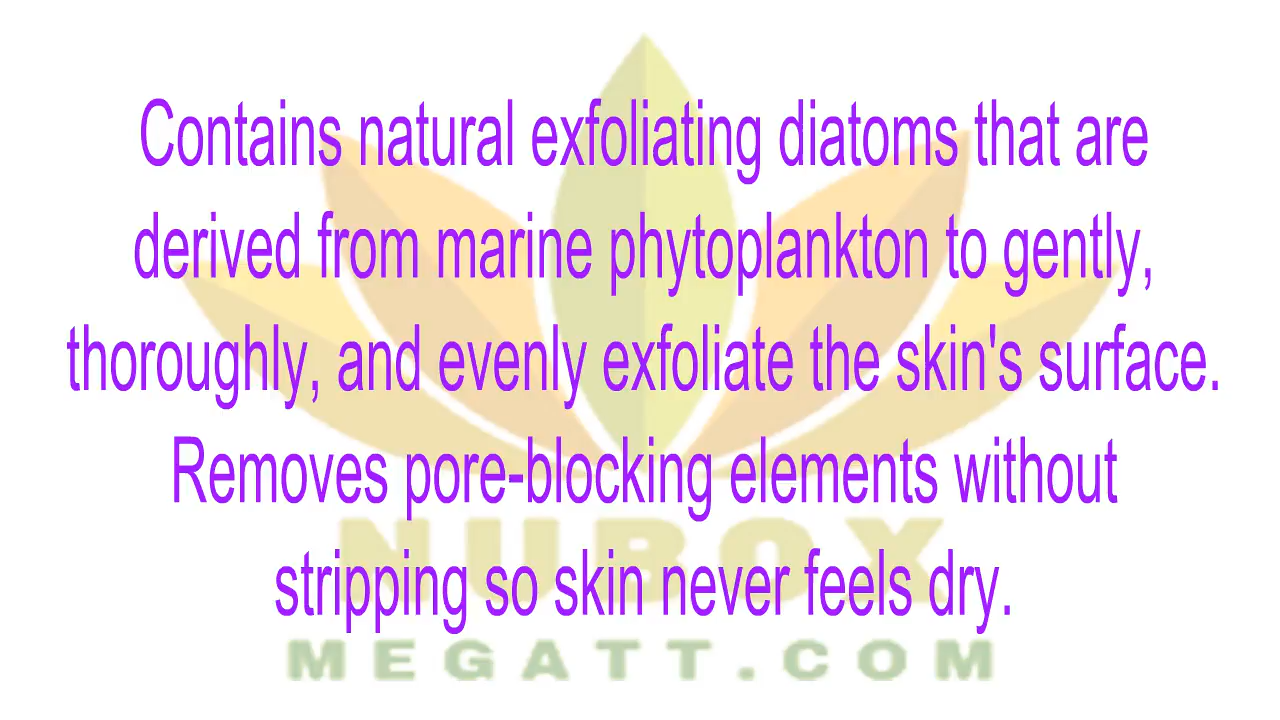 Contains natural exfoliating diatoms that are
derived from marine phytoplankton to gently,
thoroughly, and evenly exfoliate the skin's surface.
Removes pore-blocking elements without
stripping so skin never feels dry.
NUBOX
MEGATT.COM